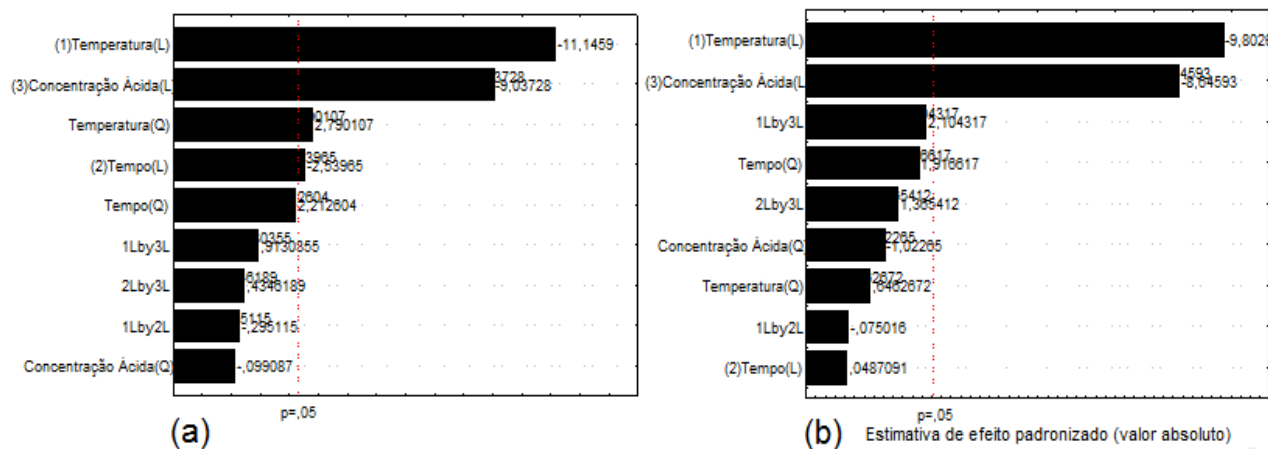 (1)Temperatura(L) -11,1459
(3)Concentração Ácida(L) -9,03728
Temperatura(Q) 2,790107
(2)Tempo(L) -2,53965
Tempo(Q) 2,212604
1Lby3L ,9130355
2Lby3L ,4346189
1Lby2L -,295115
Concentração Ácida(Q) -,099087
p=,05
(a)
(1)Temperatura(L) -9,8026
(3)Concentração Ácida(L -8,64593
1Lby3L 2,104317
Tempo(Q) 1,916617
2Lby3L 1,365412
Concentração Ácida(Q) -1,02265
Temperatura(Q) ,6462672
1Lby2L -,075016
(2)Tempo(L) ,0487091
p=,05
(b) Estimativa de efeito padronizado (valor absoluto)